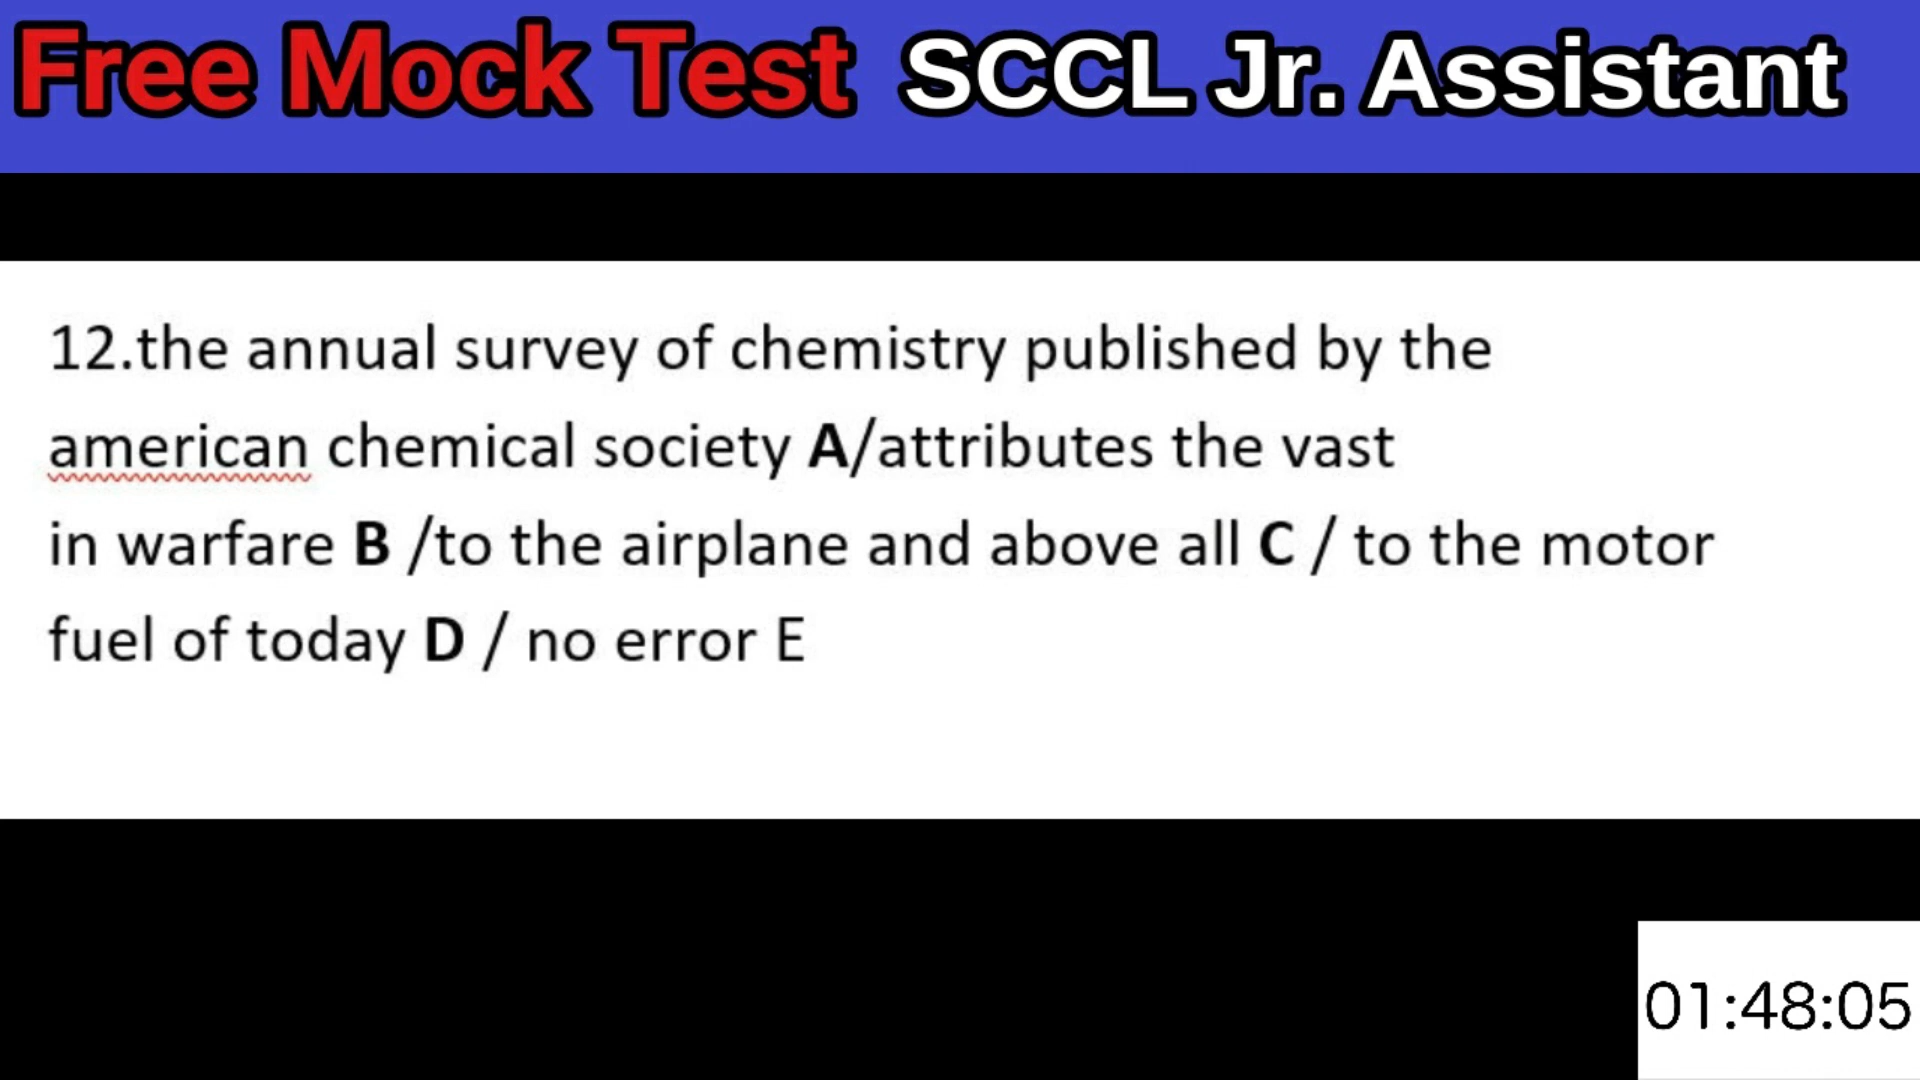 Free Mock Test SCCL Jr. Assistant
12.the annual survey of chemistry published by the
american chemical society A/attributes the vast
in warfare B /to the airplane and above all C / to the motor
fuel of today D / no error E
01:48:05